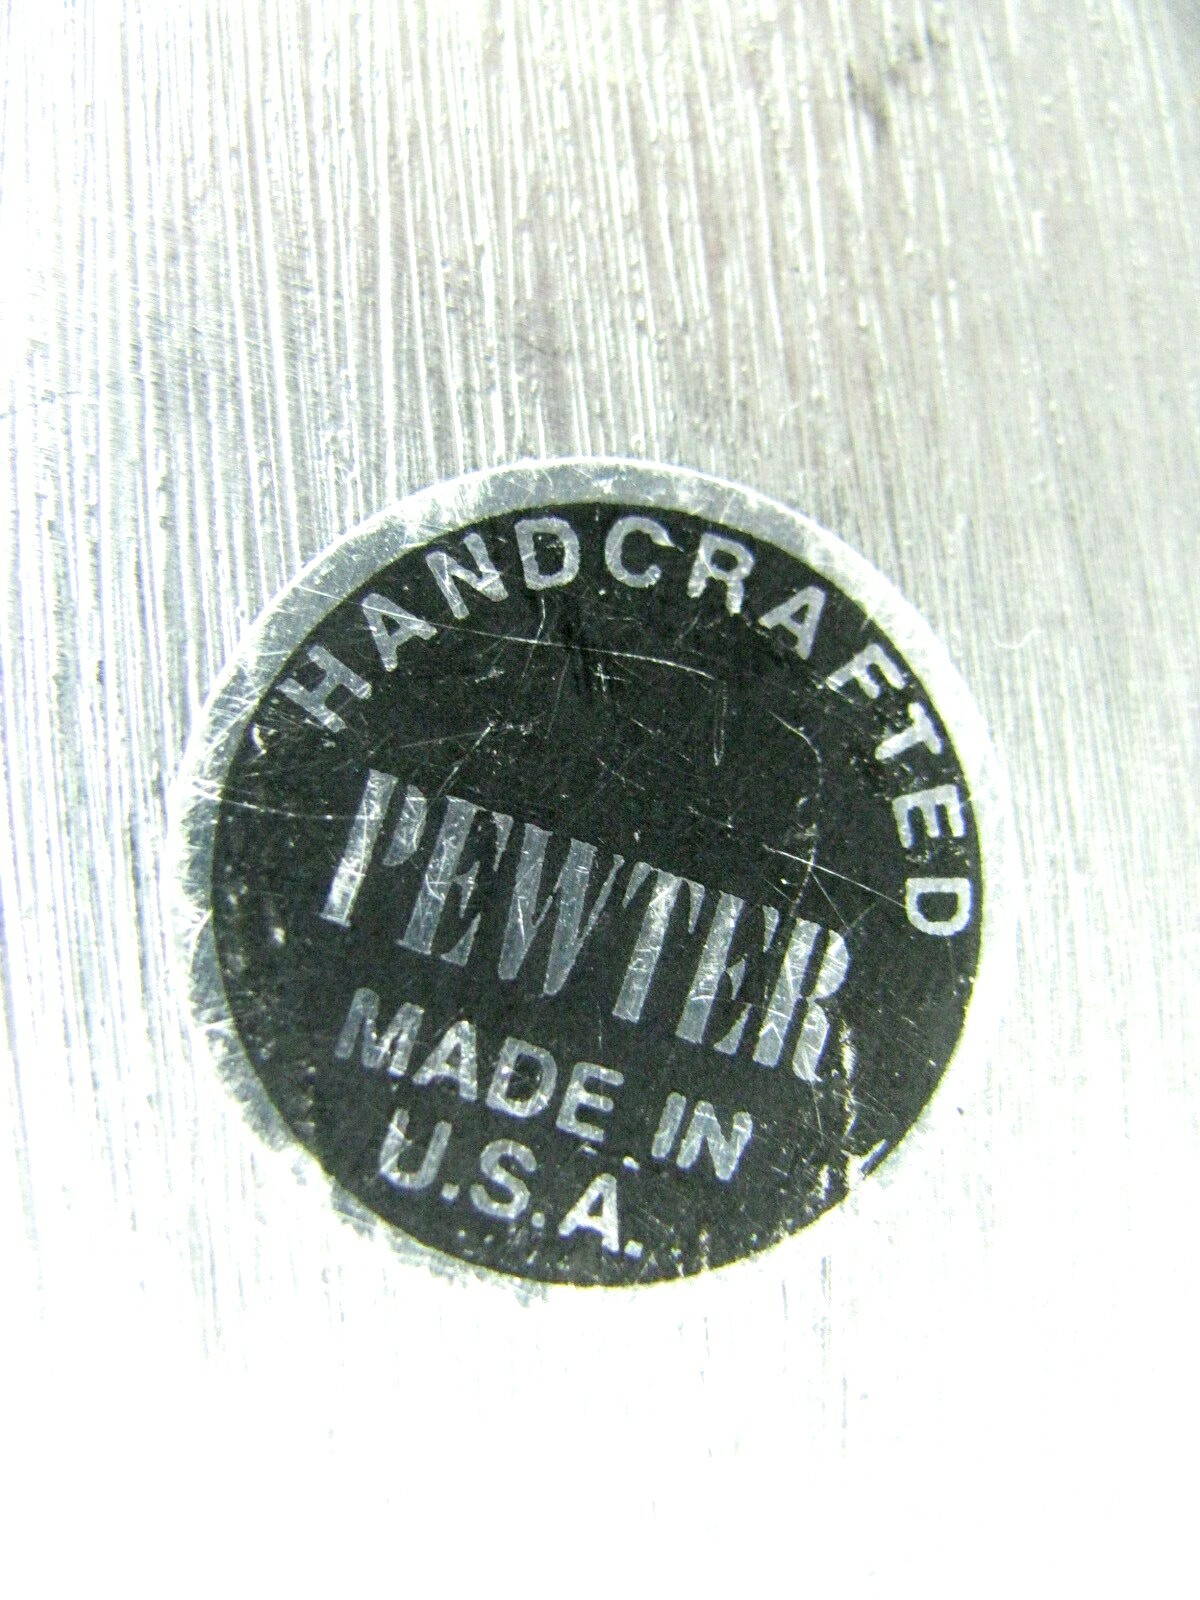 HANDCRAFTED
PEWTER
MADE IN
U.S.A.